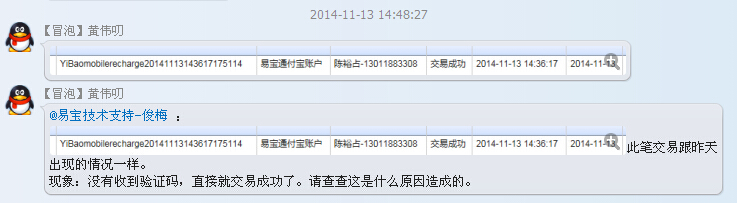 2014-11-13 14:48:27
【冒泡】黄伟叨
YiBaomobilerecharge20141113143617175114 易宝通付宝账户 陈裕占-13011883308 交易成功 2014-11-13 14:36:17 2014-11-13
【冒泡】黄伟叨
@易宝技术支持-俊梅 ：
YiBaomobilerecharge20141113143617175114 易宝通付宝账户 陈裕占-13011883308 交易成功 2014-11-13 14:36:17 2014-11-13 此笔交易跟昨天
出现的情况一样。
现象：没有收到验证码，直接就交易成功了。请查查这是什么原因造成的。